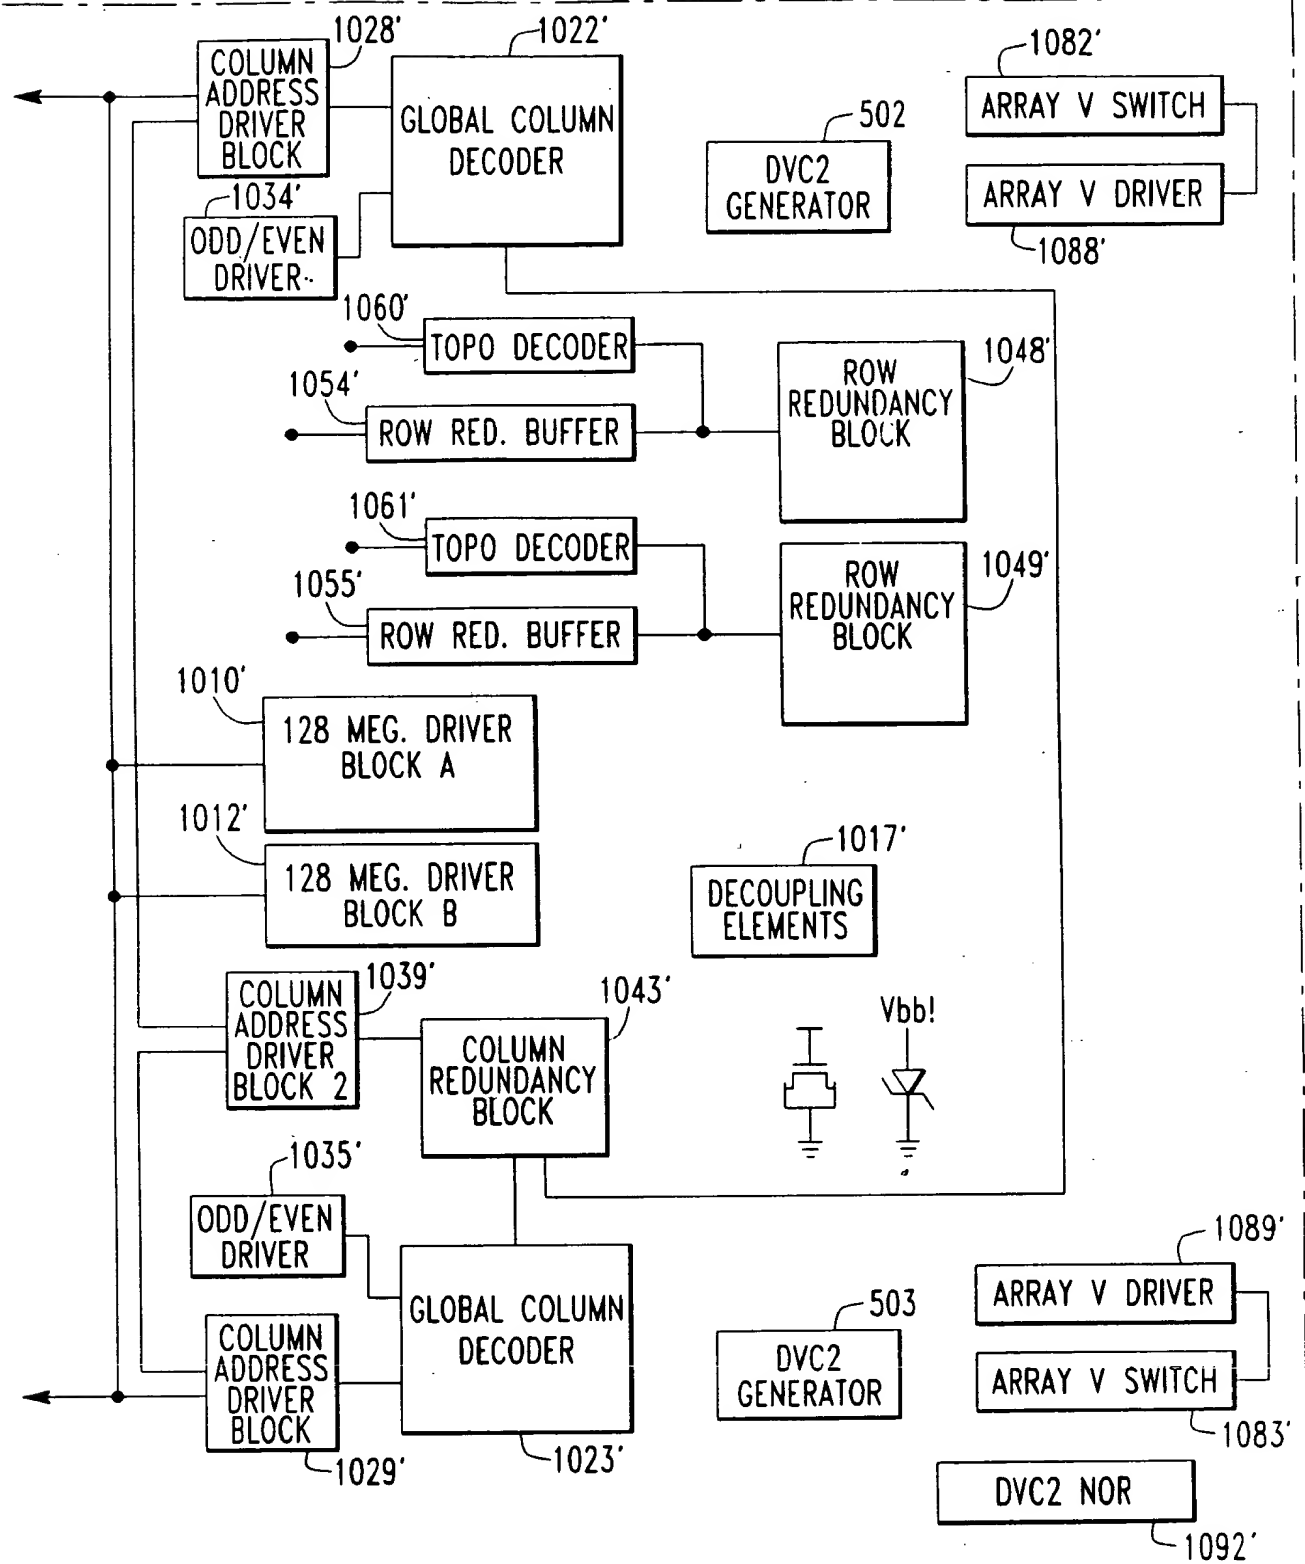 1028'
COLUMN
ADDRESS
DRIVER
BLOCK
1022'
GLOBAL COLUMN
DECODER
1034'
ODD/EVEN
DRIVER
502
DVC2
GENERATOR
1082'
ARRAY V SWITCH
ARRAY V DRIVER
1088'
1060'
TOPO DECODER
1054'
ROW RED. BUFFER
1048'
ROW
REDUNDANCY
BLOCK
1061'
TOPO DECODER
1055'
ROW RED. BUFFER
1049'
ROW
REDUNDANCY
BLOCK
1010'
128 MEG. DRIVER
BLOCK A
1012'
128 MEG. DRIVER
BLOCK B
1017'
DECOUPLING
ELEMENTS
1039'
COLUMN
ADDRESS
DRIVER
BLOCK 2
1043'
COLUMN
REDUNDANCY
BLOCK
Vbb!
1035'
ODD/EVEN
DRIVER
GLOBAL COLUMN
DECODER
1023'
COLUMN
ADDRESS
DRIVER
BLOCK
1029'
503
DVC2
GENERATOR
1089'
ARRAY V DRIVER
ARRAY V SWITCH
1083'
DVC2 NOR
1092'